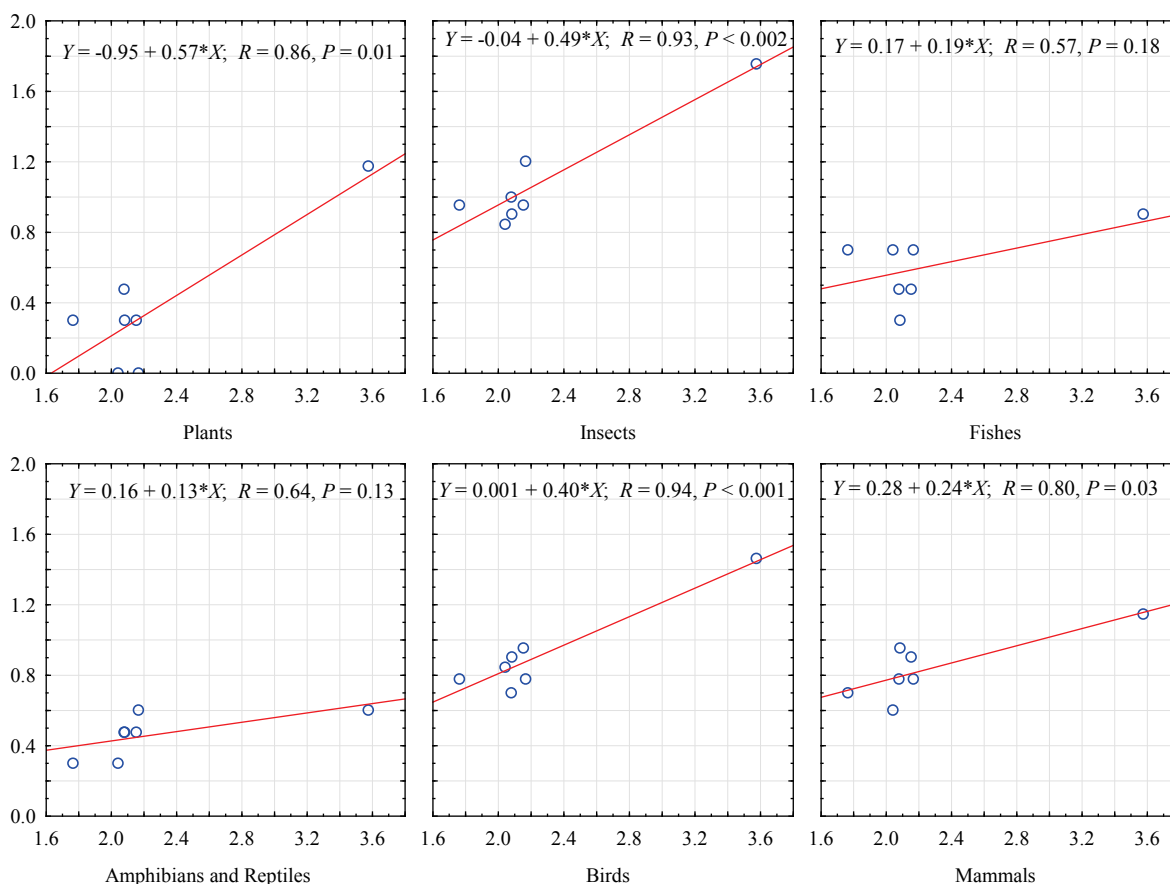 Y = -0.95 + 0.57*X; R = 0.86, P = 0.01
Y = -0.04 + 0.49*X; R = 0.93, P < 0.002
Y = 0.17 + 0.19*X; R = 0.57, P = 0.18
2.0
1.6
1.2
0.8
0.4
0.0
1.6 2.0 2.4 2.8 3.2 3.6
1.6 2.0 2.4 2.8 3.2 3.6
1.6 2.0 2.4 2.8 3.2 3.6
Plants
Insects
Fishes
Y = 0.16 + 0.13*X; R = 0.64, P = 0.13
Y = 0.001 + 0.40*X; R = 0.94, P < 0.001
Y = 0.28 + 0.24*X; R = 0.80, P = 0.03
2.0
1.6
1.2
0.8
0.4
0.0
1.6 2.0 2.4 2.8 3.2 3.6
1.6 2.0 2.4 2.8 3.2 3.6
1.6 2.0 2.4 2.8 3.2 3.6
Amphibians and Reptiles
Birds
Mammals